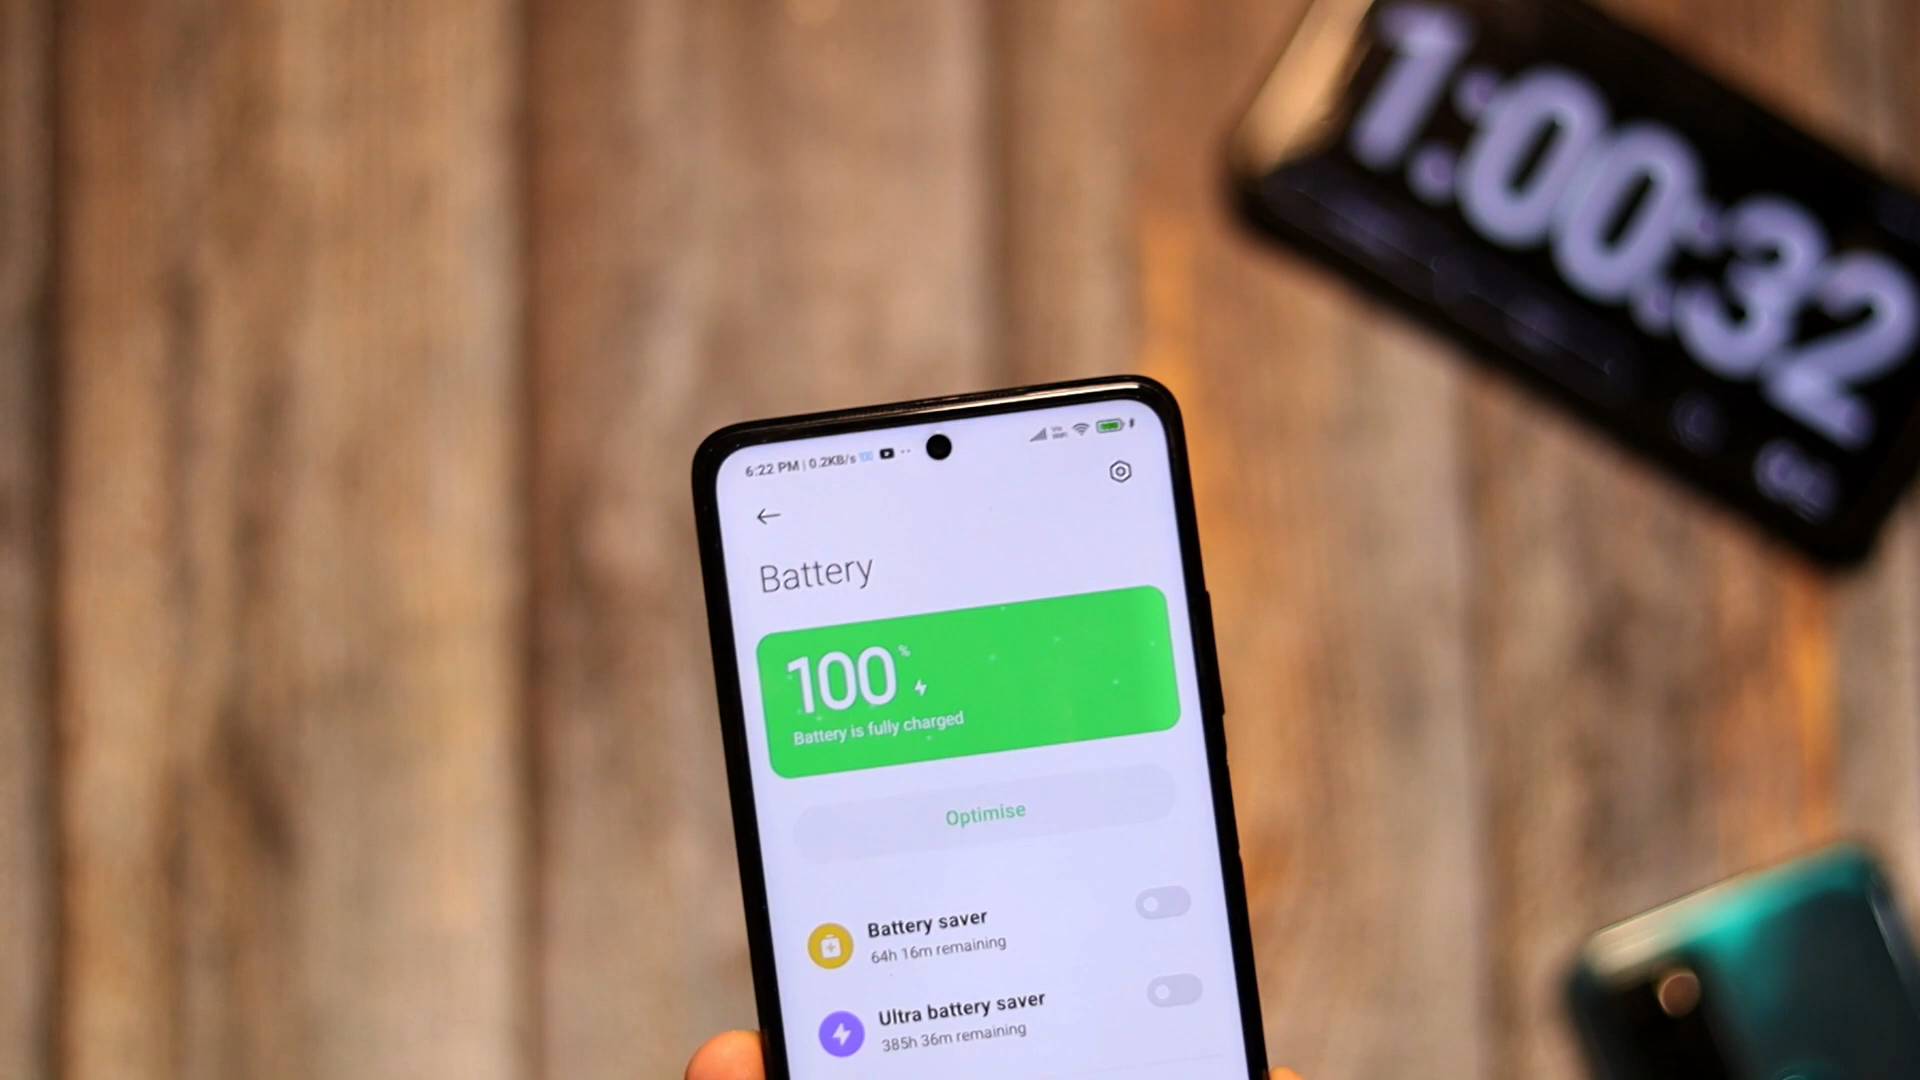 1:00:32
6:22 PM | 0.2KB/s 100
Battery
100 %
Battery is fully charged
Optimise
Battery saver
64h 16m remaining
Ultra battery saver
385h 36m remaining